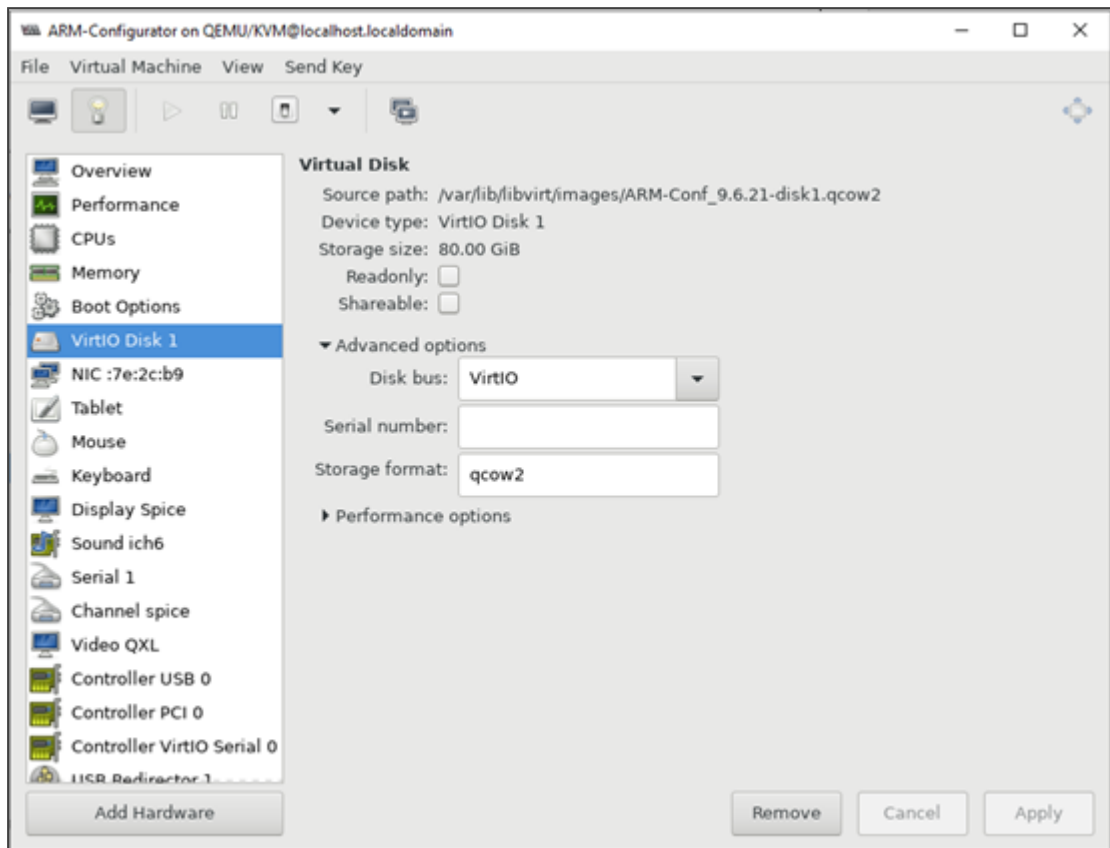 ARM-Configurator on QEMU/KVM@localhost.localdomain
File Virtual Machine View Send Key
Overview
Performance
CPUs
Memory
Boot Options
VirtIO Disk 1
NIC :7e:2c:b9
Tablet
Mouse
Keyboard
Display Spice
Sound ich6
Serial 1
Channel spice
Video QXL
Controller USB 0
Controller PCI 0
Controller VirtIO Serial 0
USB Redirector 1
Add Hardware
Virtual Disk
Source path: /var/lib/libvirt/images/ARM-Conf_9.6.21-disk1.qcow2
Device type: VirtIO Disk 1
Storage size: 80.00 GiB
Readonly:
Shareable:
Advanced options
Disk bus: VirtIO
Serial number:
Storage format: qcow2
Performance options
Remove Cancel Apply